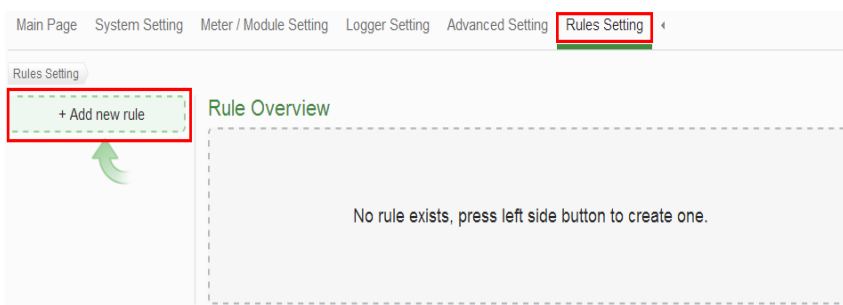 Main Page System Setting Meter / Module Setting Logger Setting Advanced Setting Rules Setting
Rules Setting
+ Add new rule
Rule Overview
No rule exists, press left side button to create one.